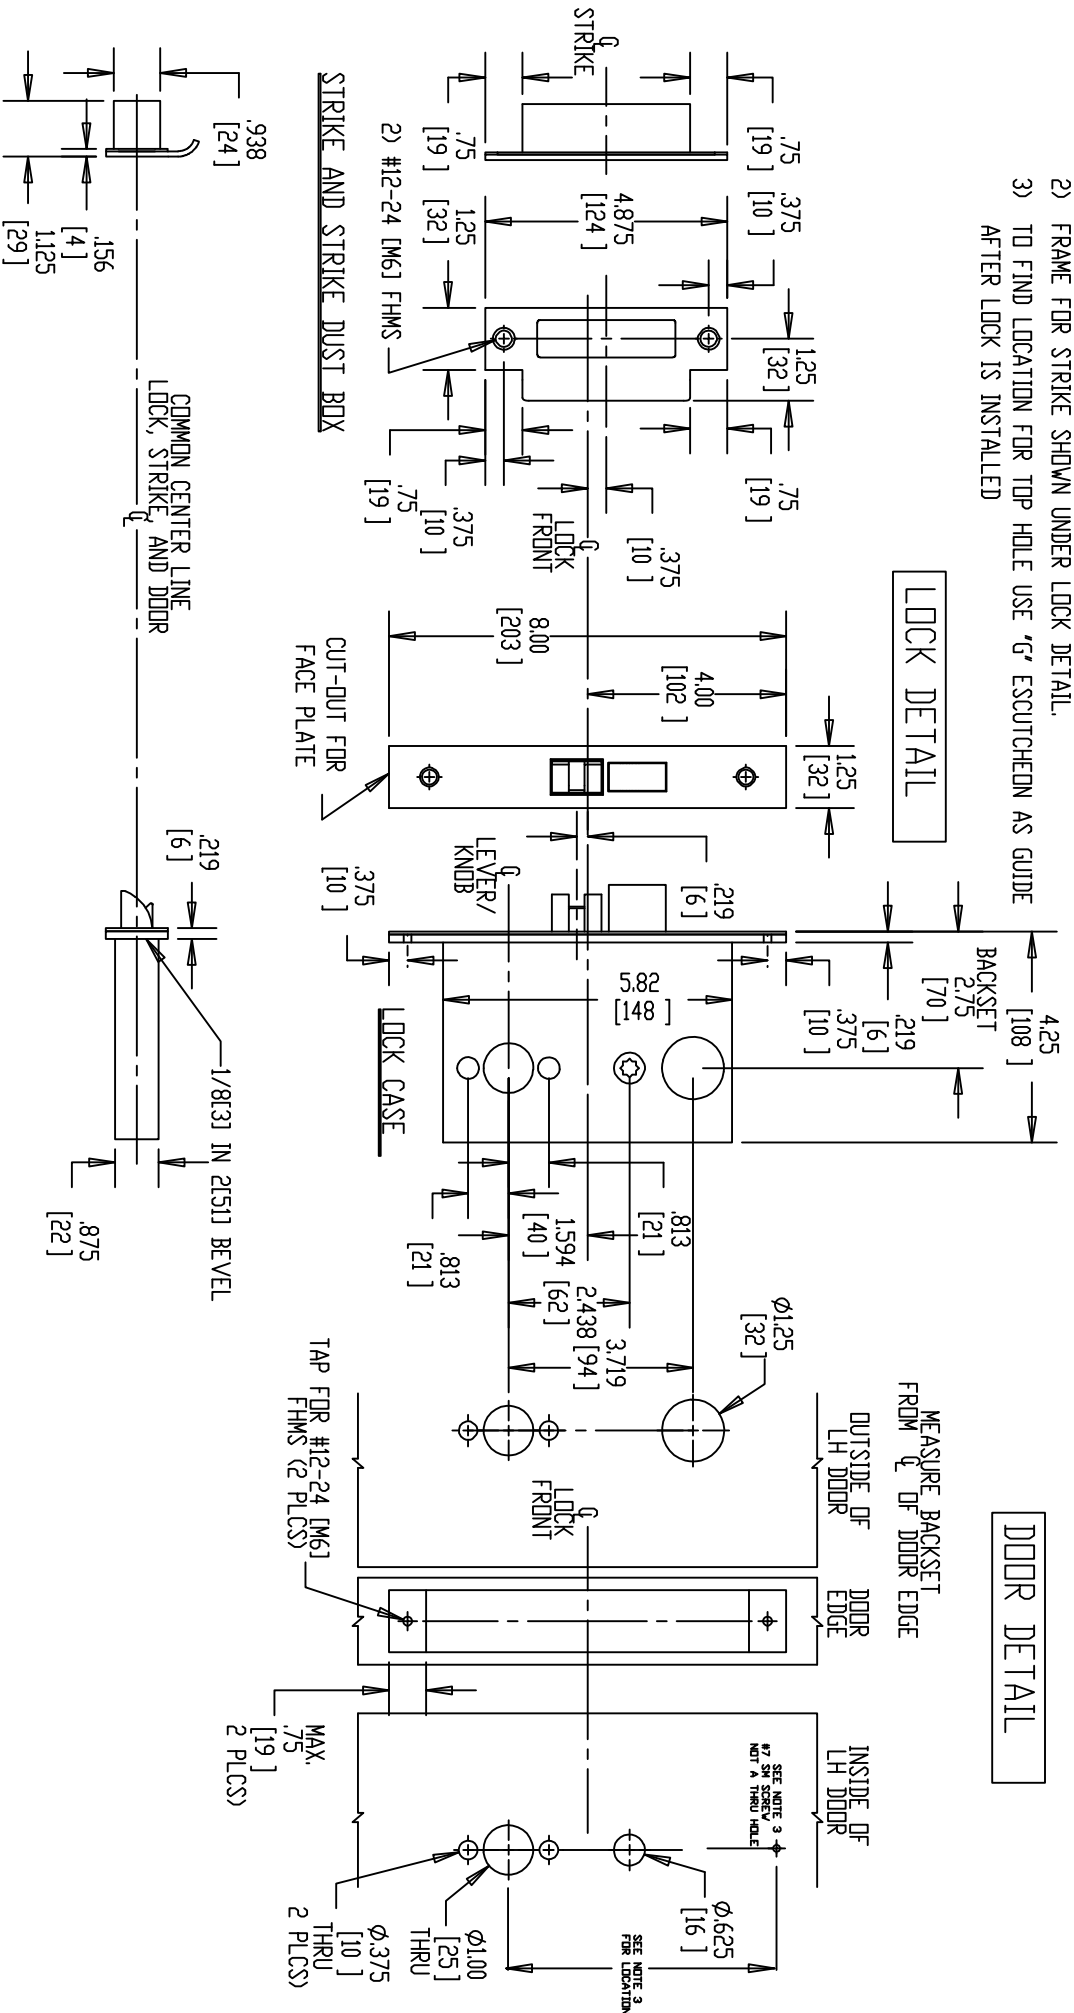 2) FRAME FOR STRIKE SHOWN UNDER LOCK DETAIL.
3) TO FIND LOCATION FOR TOP HOLE USE "G" ESCUTCHEON AS GUIDE
AFTER LOCK IS INSTALLED
LOCK DETAIL
DOOR DETAIL
℄
STRIKE
.75
[19 ]
.75
[19 ]
STRIKE AND STRIKE DUST BOX
.375
[10 ]
4.875
[124 ]
1.25
[32 ]
2) #12-24 [M6] FHMS
1.25
[32 ]
.75
[19 ]
.375
[10 ]
℄
LOCK
FRONT
.375
[10 ]
.75
[19 ]
8.00
[203 ]
4.00
[102 ]
1.25
[32 ]
CUT-OUT FOR
FACE PLATE
.219
[6 ]
℄
LEVER/
KNOB
.375
[10 ]
4.25
[108 ]
BACKSET
2.75
[70 ]
.219
[6 ]
.375
[10 ]
5.82
[148 ]
LOCK CASE
.813
[21 ]
1.594
[40 ]
.813
[21 ]
2.438
[62 ]
3.719
[94 ]
Ø1.25
[32 ]
MEASURE BACKSET
FROM ℄ OF DOOR EDGE
OUTSIDE OF
LH DOOR
℄
LOCK
FRONT
TAP FOR #12-24 [M6]
FHMS (2 PLCS)
DOOR
EDGE
MAX.
.75
[19 ]
2 PLCS)
INSIDE OF
LH DOOR
SEE NOTE 3
#7 SM SCREW
NOT A THRU HOLE
Ø.625
[16 ]
SEE NOTE 3
FOR LOCATION
Ø1.00
[25 ]
THRU
Ø.375
[10 ]
THRU
2 PLCS)
.938
[24 ]
.156
[4 ]
1.125
[29 ]
COMMON CENTER LINE
LOCK, STRIKE, AND DOOR
℄
.219
[6 ]
1/8[3] IN 2[51] BEVEL
.875
[22 ]